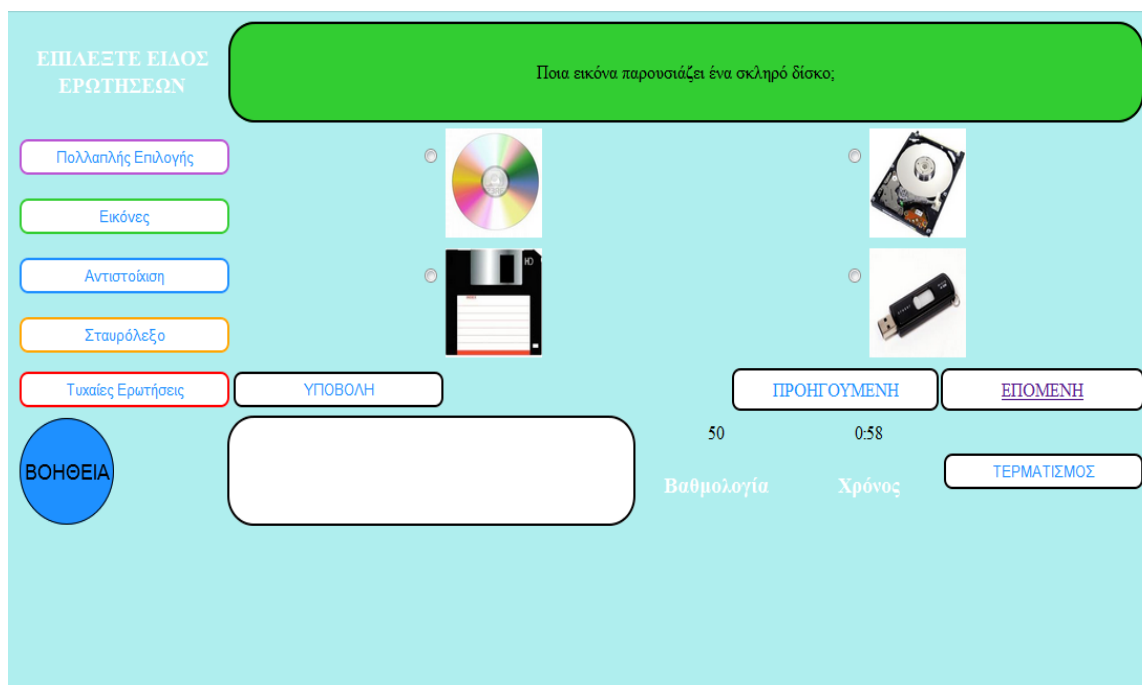 ΕΠΙΛΕΞΤΕ ΕΙΔΟΣ
ΕΡΩΤΗΣΕΩΝ
Ποια εικόνα παρουσιάζει ένα σκληρό δίσκο;
Πολλαπλής Επιλογής
Εικόνες
Αντιστοίχιση
Σταυρόλεξο
Τυχαίες Ερωτήσεις
ΥΠΟΒΟΛΗ
ΠΡΟΗΓΟΥΜΕΝΗ
ΕΠΟΜΕΝΗ
ΒΟΗΘΕΙΑ
50
0:58
Βαθμολογία
Χρόνος
ΤΕΡΜΑΤΙΣΜΟΣ